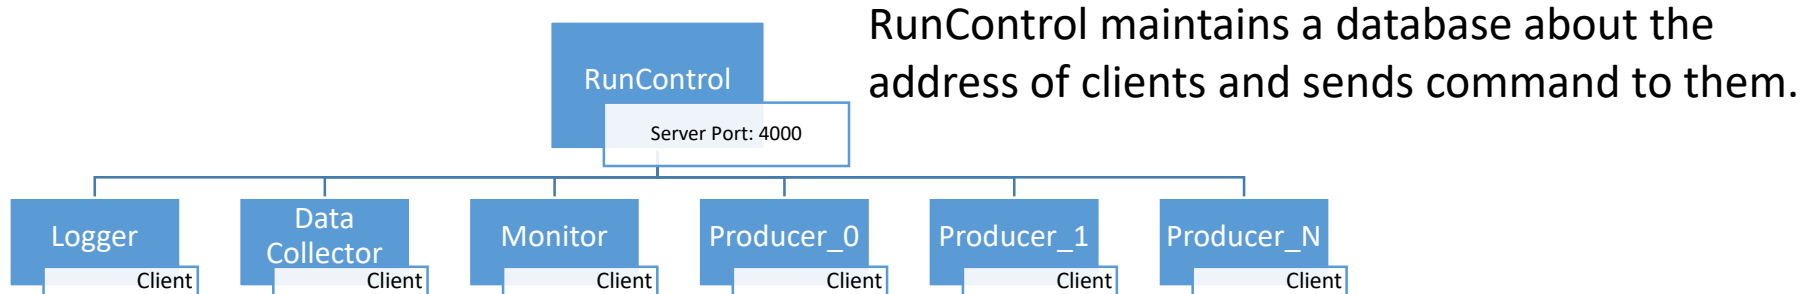 RunControl maintains a database about the
address of clients and sends command to them.
RunControl
Server Port: 4000
Logger
Client
Data
Collector
Client
Monitor
Client
Producer_0
Client
Producer_1
Client
Producer_N
Client